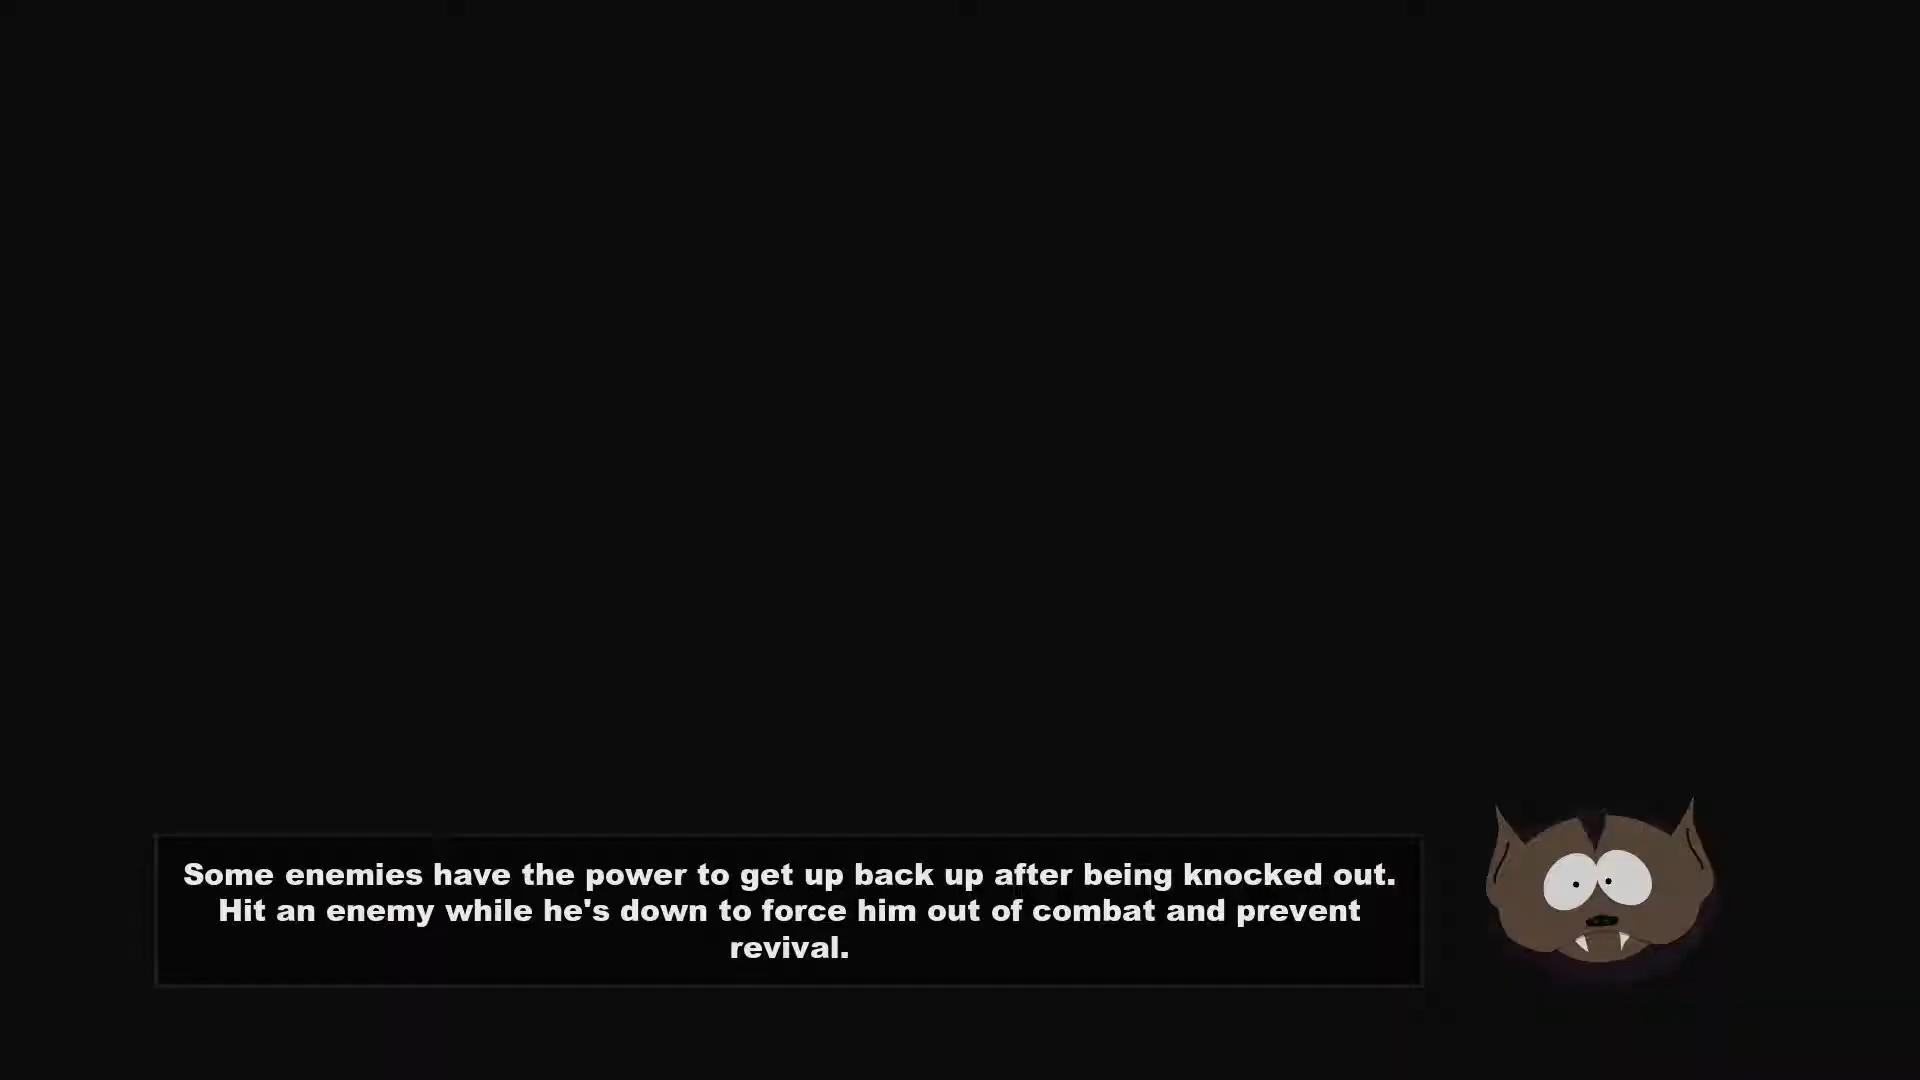 Some enemies have the power to get up back up after being knocked out.
Hit an enemy while he's down to force him out of combat and prevent
revival.